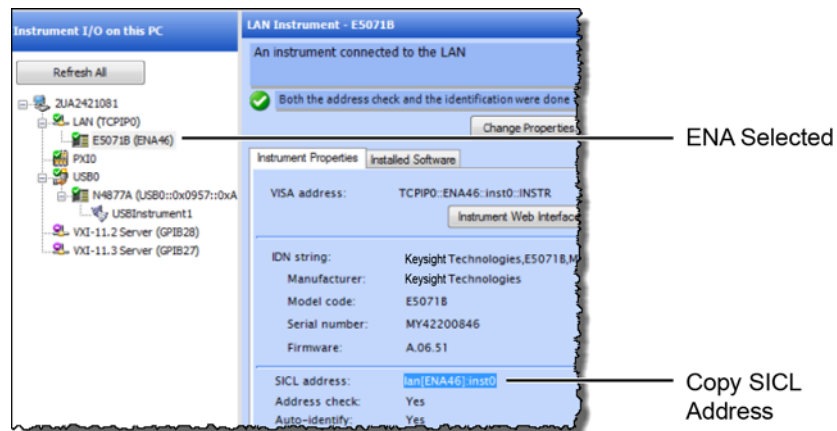 Instrument I/O on this PC
Refresh All
2UA2421081
LAN (TCPIP0)
E5071B (ENA46)
PXI0
USB0
N4877A (USB0::0x0957::0xA
USBInstrument1
VXI-11.2 Server (GPIB28)
VXI-11.3 Server (GPIB27)
LAN Instrument - E5071B
An instrument connected to the LAN
Both the address check and the identification were done
Change Properties
Instrument Properties Installed Software
VISA address: TCPIP0::ENA46::inst0::INSTR
Instrument Web Interface
IDN string: Keysight Technologies,E5071B,M
Manufacturer: Keysight Technologies
Model code: E5071B
Serial number: MY42200846
Firmware: A.06.51
SICL address: lan[ENA46]:inst0
Address check: Yes
Auto-identify: Yes
ENA Selected
Copy SICL
Address